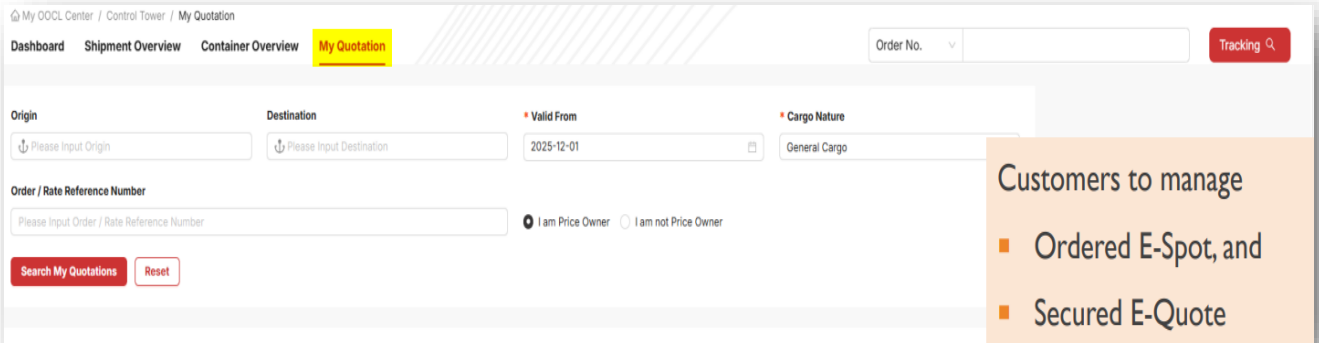 My OOCL Center / Control Tower / My Quotation
Dashboard Shipment Overview Container Overview My Quotation Order No. Tracking
Origin Destination * Valid From * Cargo Nature
Please Input Origin Please Input Destination 2025-12-01 General Cargo
Order / Rate Reference Number
Please Input Order / Rate Reference Number I am Price Owner I am not Price Owner
Search My Quotations Reset
Customers to manage
▪ Ordered E-Spot, and
▪ Secured E-Quote